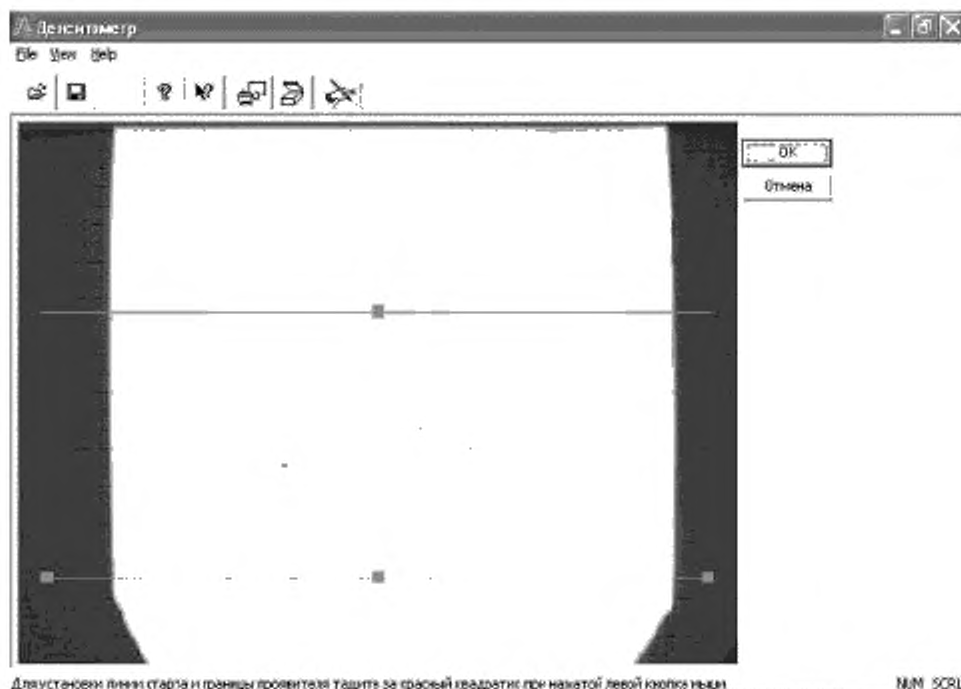 Денситометр
File View Help
OK
Отмена
Для установки линии старта и границы проявителя тащите за красный квадратик при нажатой левой кнопке мыши
NUM SCRL